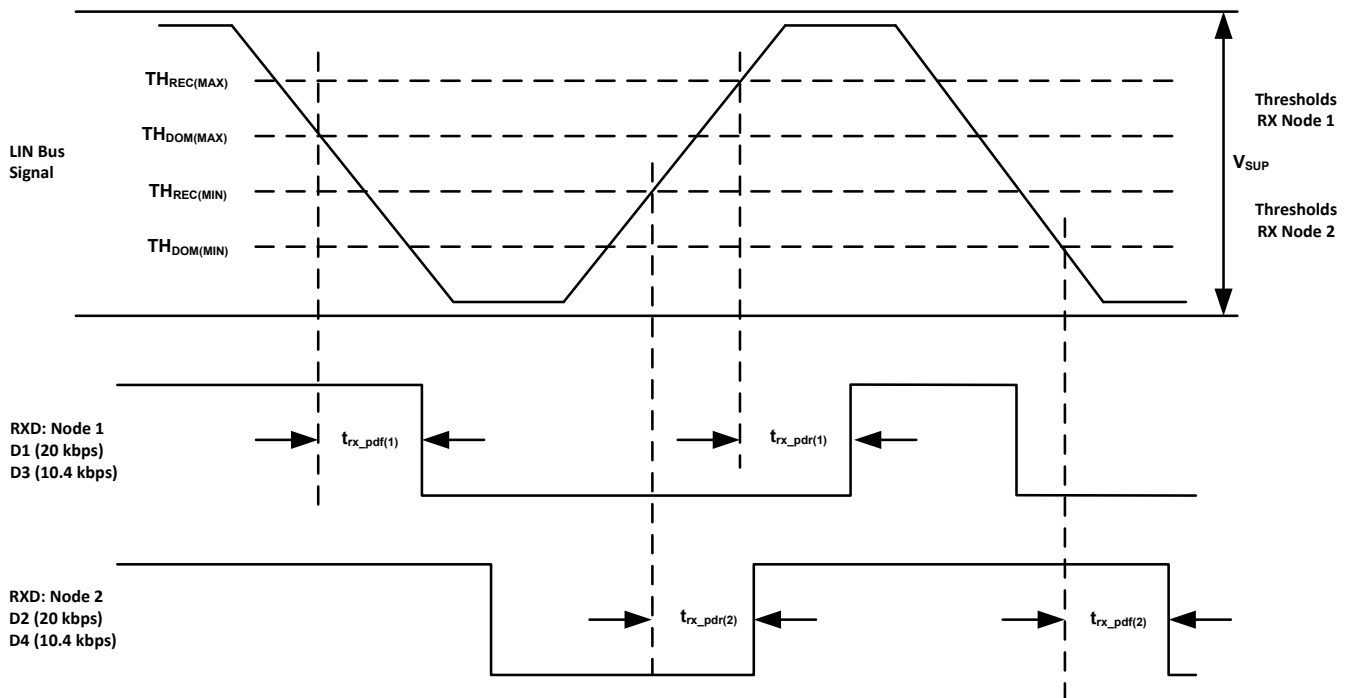 TH_REC(MAX)
TH_DOM(MAX)
TH_REC(MIN)
TH_DOM(MIN)
LIN Bus
Signal
Thresholds
RX Node 1
V_SUP
Thresholds
RX Node 2
RXD: Node 1
D1 (20 kbps)
D3 (10.4 kbps)
t_rx_pdf(1)
t_rx_pdr(1)
RXD: Node 2
D2 (20 kbps)
D4 (10.4 kbps)
t_rx_pdr(2)
t_rx_pdf(2)